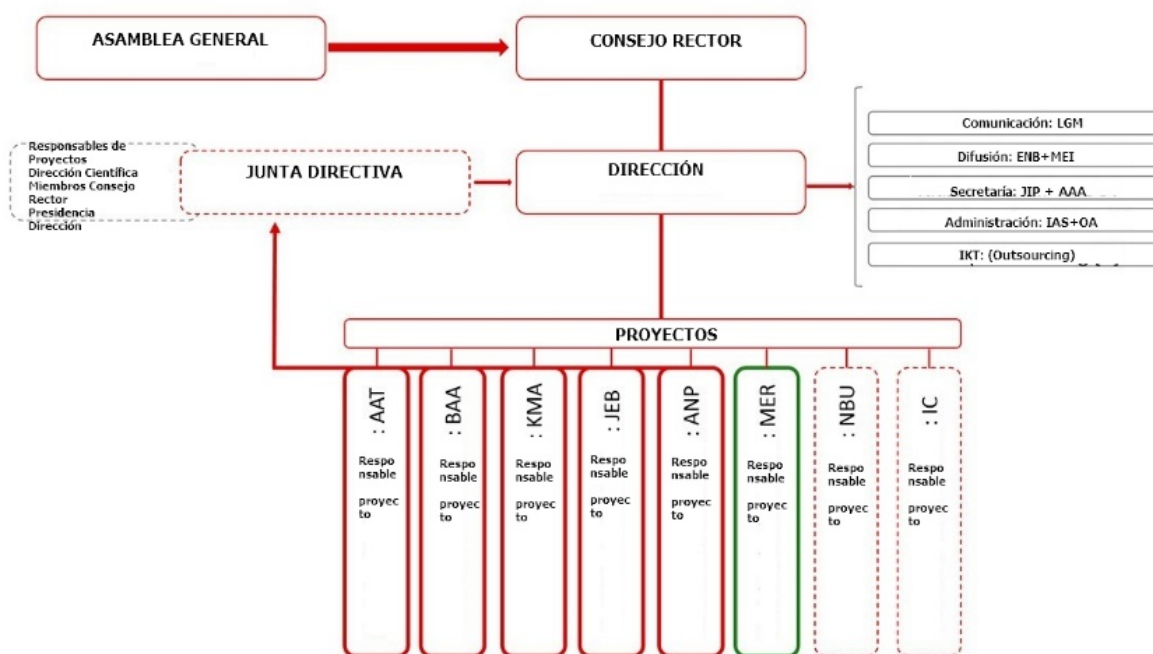 ASAMBLEA GENERAL
CONSEJO RECTOR
Responsables de
Proyectos
Dirección Científica
Miembros Consejo
Rector
Presidencia
Dirección
JUNTA DIRECTIVA
DIRECCIÓN
Comunicación: LGM
Difusión: ENB+MEI
Secretaría: JIP + AAA
Administración: IAS+OA
IKT: (Outsourcing)
PROYECTOS
: AAT
Respo
nsable
proyec
to
: BAA
Respo
nsable
proyec
to
: KMA
Respo
nsable
proyec
to
: JEB
Respo
nsable
proyec
to
: ANP
Respo
nsable
proyec
to
: MER
Respo
nsable
proyec
to
: NBU
Respo
nsable
proyec
to
: IC
Respo
nsable
proyec
to